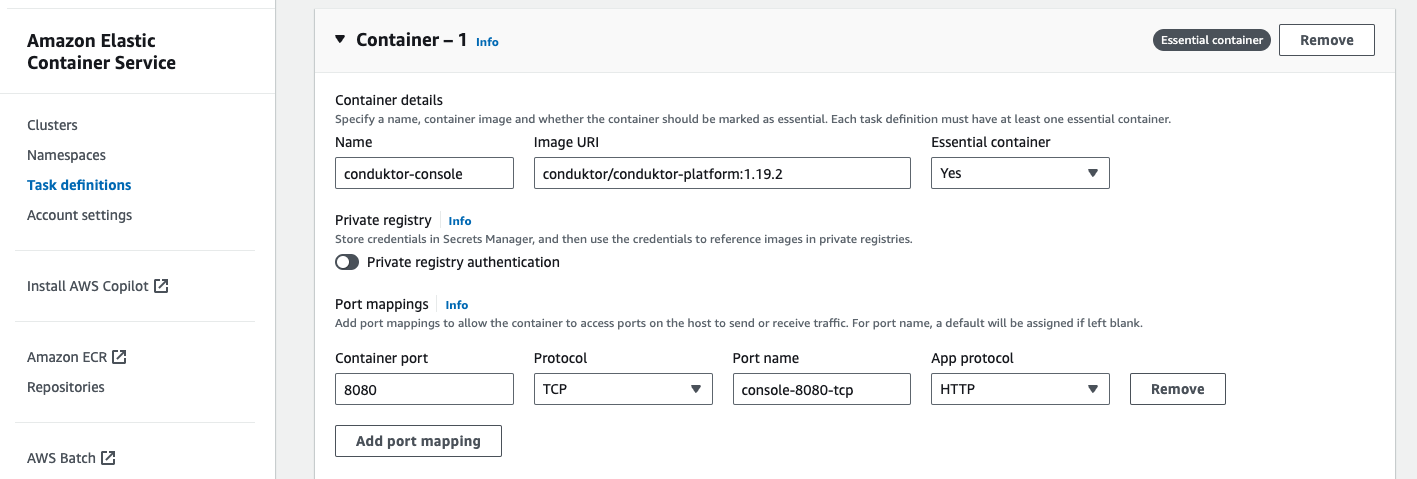 Amazon Elastic
Container Service
Clusters
Namespaces
Task definitions
Account settings
Install AWS Copilot
Amazon ECR
Repositories
AWS Batch
Container – 1 Info
Essential container
Remove
Container details
Specify a name, container image and whether the container should be marked as essential. Each task definition must have at least one essential container.
Name Image URI Essential container
conduktor-console conduktor/conduktor-platform:1.19.2 Yes
Private registry Info
Store credentials in Secrets Manager, and then use the credentials to reference images in private registries.
Private registry authentication
Port mappings Info
Add port mappings to allow the container to access ports on the host to send or receive traffic. For port name, a default will be assigned if left blank.
Container port Protocol Port name App protocol
8080 TCP console-8080-tcp HTTP Remove
Add port mapping